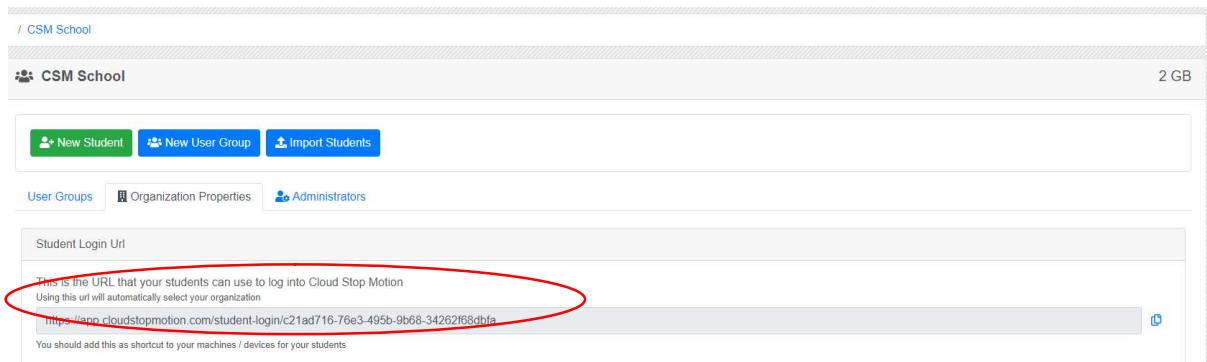 / CSM School
CSM School 2 GB
New Student New User Group Import Students
User Groups Organization Properties Administrators
Student Login Url
This is the URL that your students can use to log into Cloud Stop Motion
Using this url will automatically select your organization
https://app.cloudstopmotion.com/student-login/c21ad716-76e3-495b-9b68-34262f68dbfa
You should add this as shortcut to your machines / devices for your students